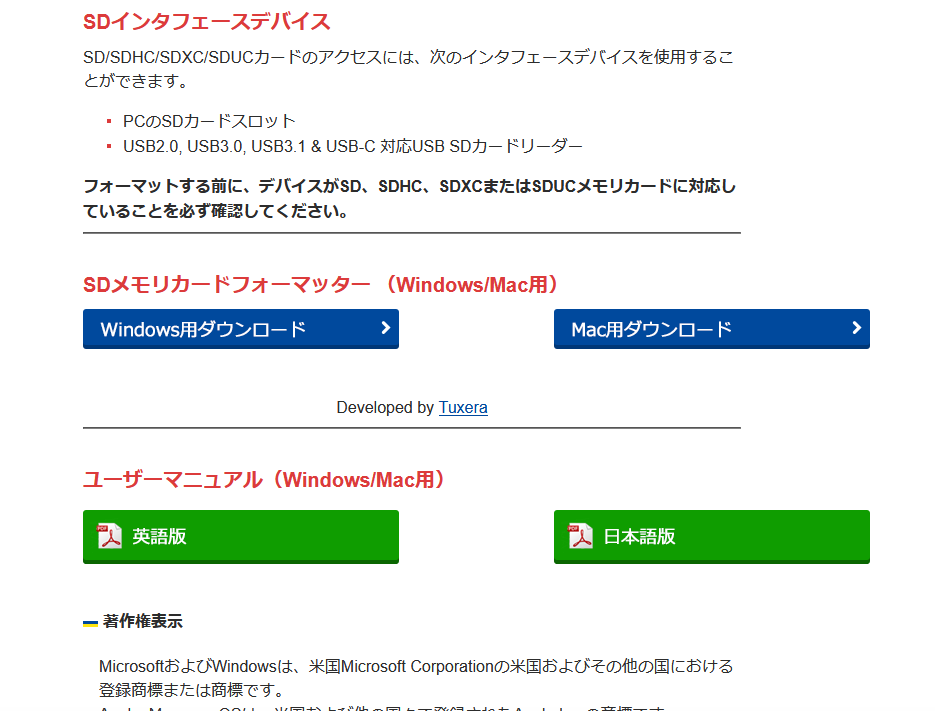 SDインタフェースデバイス
SD/SDHC/SDXC/SDUCカードのアクセスには、次のインタフェースデバイスを使用するこ
とができます。
PCのSDカードスロット
USB2.0, USB3.0, USB3.1 & USB-C 対応USB SDカードリーダー
フォーマットする前に、デバイスがSD、SDHC、SDXCまたはSDUCメモリカードに対応し
ていることを必ず確認してください。
SDメモリカードフォーマッター （Windows/Mac用）
Windows用ダウンロード
Mac用ダウンロード
Developed by Tuxera
ユーザーマニュアル（Windows/Mac用）
英語版
日本語版
著作権表示
MicrosoftおよびWindowsは、米国Microsoft Corporationの米国およびその他の国における
登録商標または商標です。